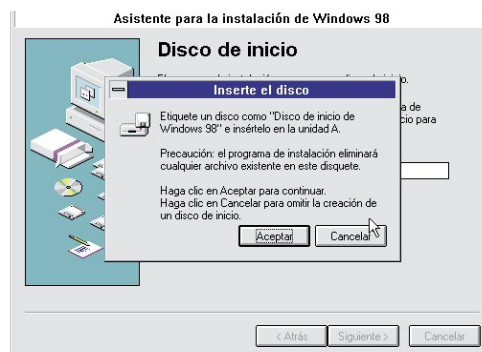 Asistente para la instalación de Windows 98
Disco de inicio
Inserte el disco
Etiquete un disco como "Disco de inicio de
Windows 98" e insértelo en la unidad A.
Precaución: el programa de instalación eliminará
cualquier archivo existente en este disquete.
Haga clic en Aceptar para continuar.
Haga clic en Cancelar para omitir la creación de
un disco de inicio.
Aceptar Cancelar
< Atrás Siguiente > Cancelar